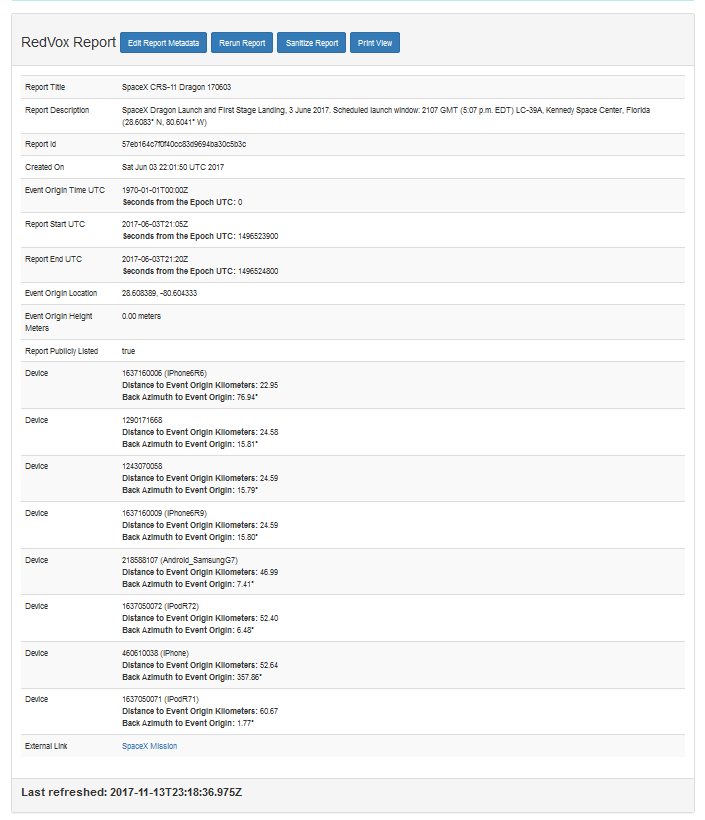 RedVox Report Edit Report Metadata Rerun Report Sanitize Report Print View
Report Title SpaceX CRS-11 Dragon 170603
Report Description SpaceX Dragon Launch and First Stage Landing, 3 June 2017. Scheduled launch window: 2107 GMT (5:07 p.m. EDT) LC-39A, Kennedy Space Center, Florida
(28.6083° N, 80.6041° W)
Report Id 57eb164c7f0f40cc83d9694ba30c5b3c
Created On Sat Jun 03 22:01:50 UTC 2017
Event Origin Time UTC 1970-01-01T00:00Z
Seconds from the Epoch UTC: 0
Report Start UTC 2017-06-03T21:05Z
Seconds from the Epoch UTC: 1496523900
Report End UTC 2017-06-03T21:20Z
Seconds from the Epoch UTC: 1496524800
Event Origin Location 28.608389, -80.604333
Event Origin Height 0.00 meters
Meters
Report Publicly Listed true
Device 1637160006 (iPhone6R6)
Distance to Event Origin Kilometers: 22.95
Back Azimuth to Event Origin: 76.94°
Device 1290171668
Distance to Event Origin Kilometers: 24.58
Back Azimuth to Event Origin: 15.81°
Device 1243070058
Distance to Event Origin Kilometers: 24.59
Back Azimuth to Event Origin: 15.79°
Device 1637160009 (iPhone6R9)
Distance to Event Origin Kilometers: 24.59
Back Azimuth to Event Origin: 15.80°
Device 218588107 (Android_SamsungG7)
Distance to Event Origin Kilometers: 46.99
Back Azimuth to Event Origin: 7.41°
Device 1637050072 (iPodR72)
Distance to Event Origin Kilometers: 52.40
Back Azimuth to Event Origin: 6.48°
Device 460610038 (iPhone)
Distance to Event Origin Kilometers: 52.64
Back Azimuth to Event Origin: 357.86°
Device 1637050071 (iPodR71)
Distance to Event Origin Kilometers: 60.67
Back Azimuth to Event Origin: 1.77°
External Link SpaceX Mission
Last refreshed: 2017-11-13T23:18:36.975Z